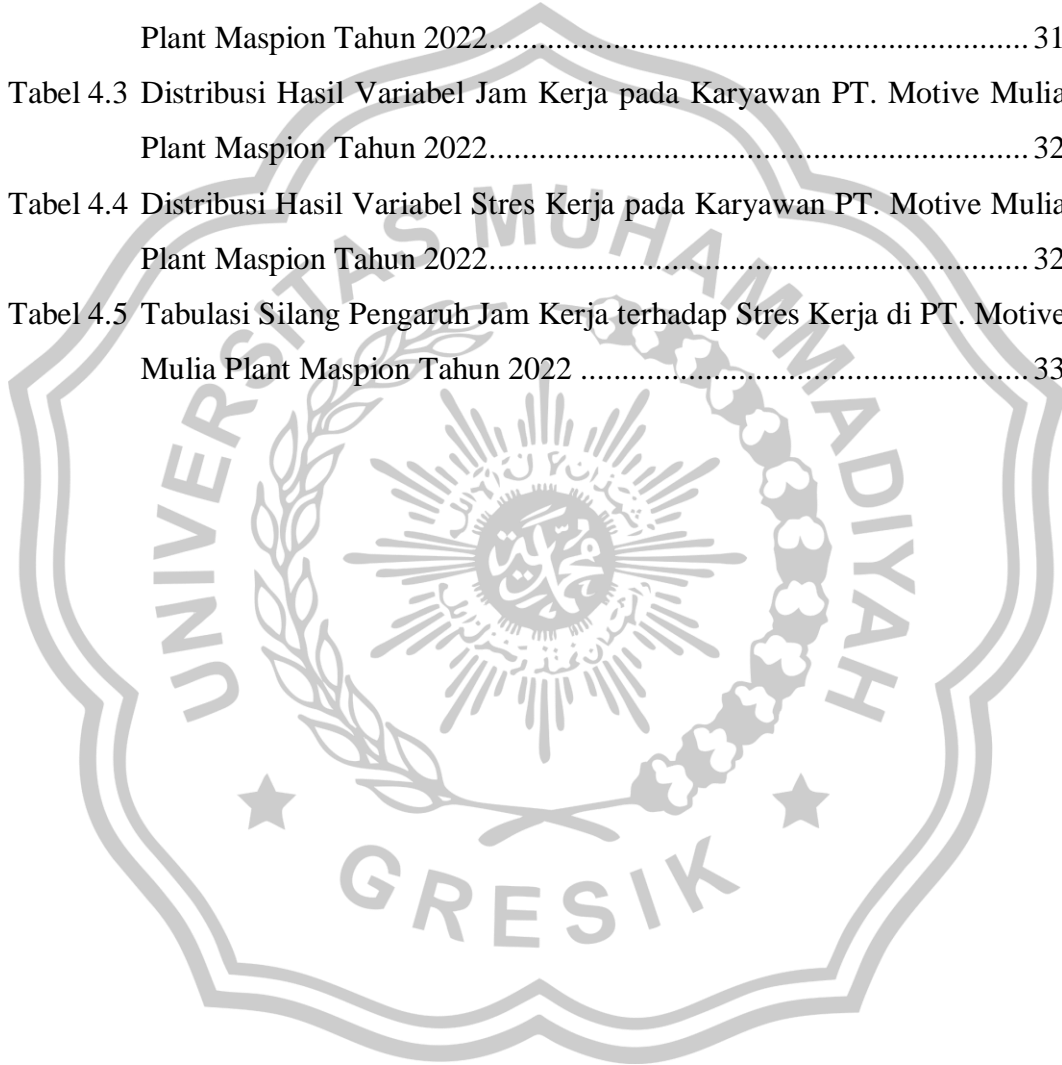 Plant Maspion Tahun 2022.................................................................... 31
Tabel 4.3 Distribusi Hasil Variabel Jam Kerja pada Karyawan PT. Motive Mulia
Plant Maspion Tahun 2022.................................................................... 32
Tabel 4.4 Distribusi Hasil Variabel Stres Kerja pada Karyawan PT. Motive Mulia
Plant Maspion Tahun 2022.................................................................... 32
Tabel 4.5 Tabulasi Silang Pengaruh Jam Kerja terhadap Stres Kerja di PT. Motive
Mulia Plant Maspion Tahun 2022 ......................................................... 33
UNIVERSITAS MUHAMMADIYAH
GRESIK